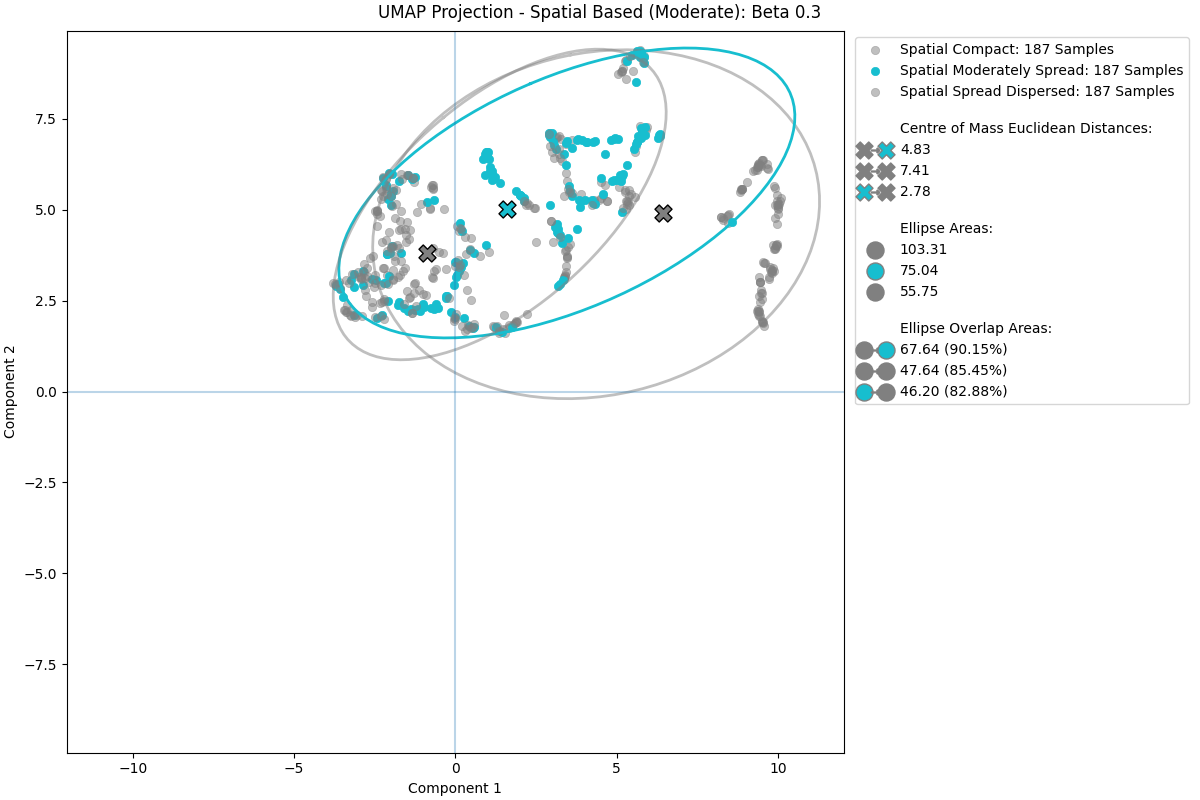 UMAP Projection - Spatial Based (Moderate): Beta 0.3
Spatial Compact: 187 Samples
Spatial Moderately Spread: 187 Samples
Spatial Spread Dispersed: 187 Samples
Centre of Mass Euclidean Distances:
4.83
7.41
2.78
Ellipse Areas:
103.31
75.04
55.75
Ellipse Overlap Areas:
67.64 (90.15%)
47.64 (85.45%)
46.20 (82.88%)
Component 2
7.5
5.0
2.5
0.0
−2.5
−5.0
−7.5
−10
−5
0
5
10
Component 1